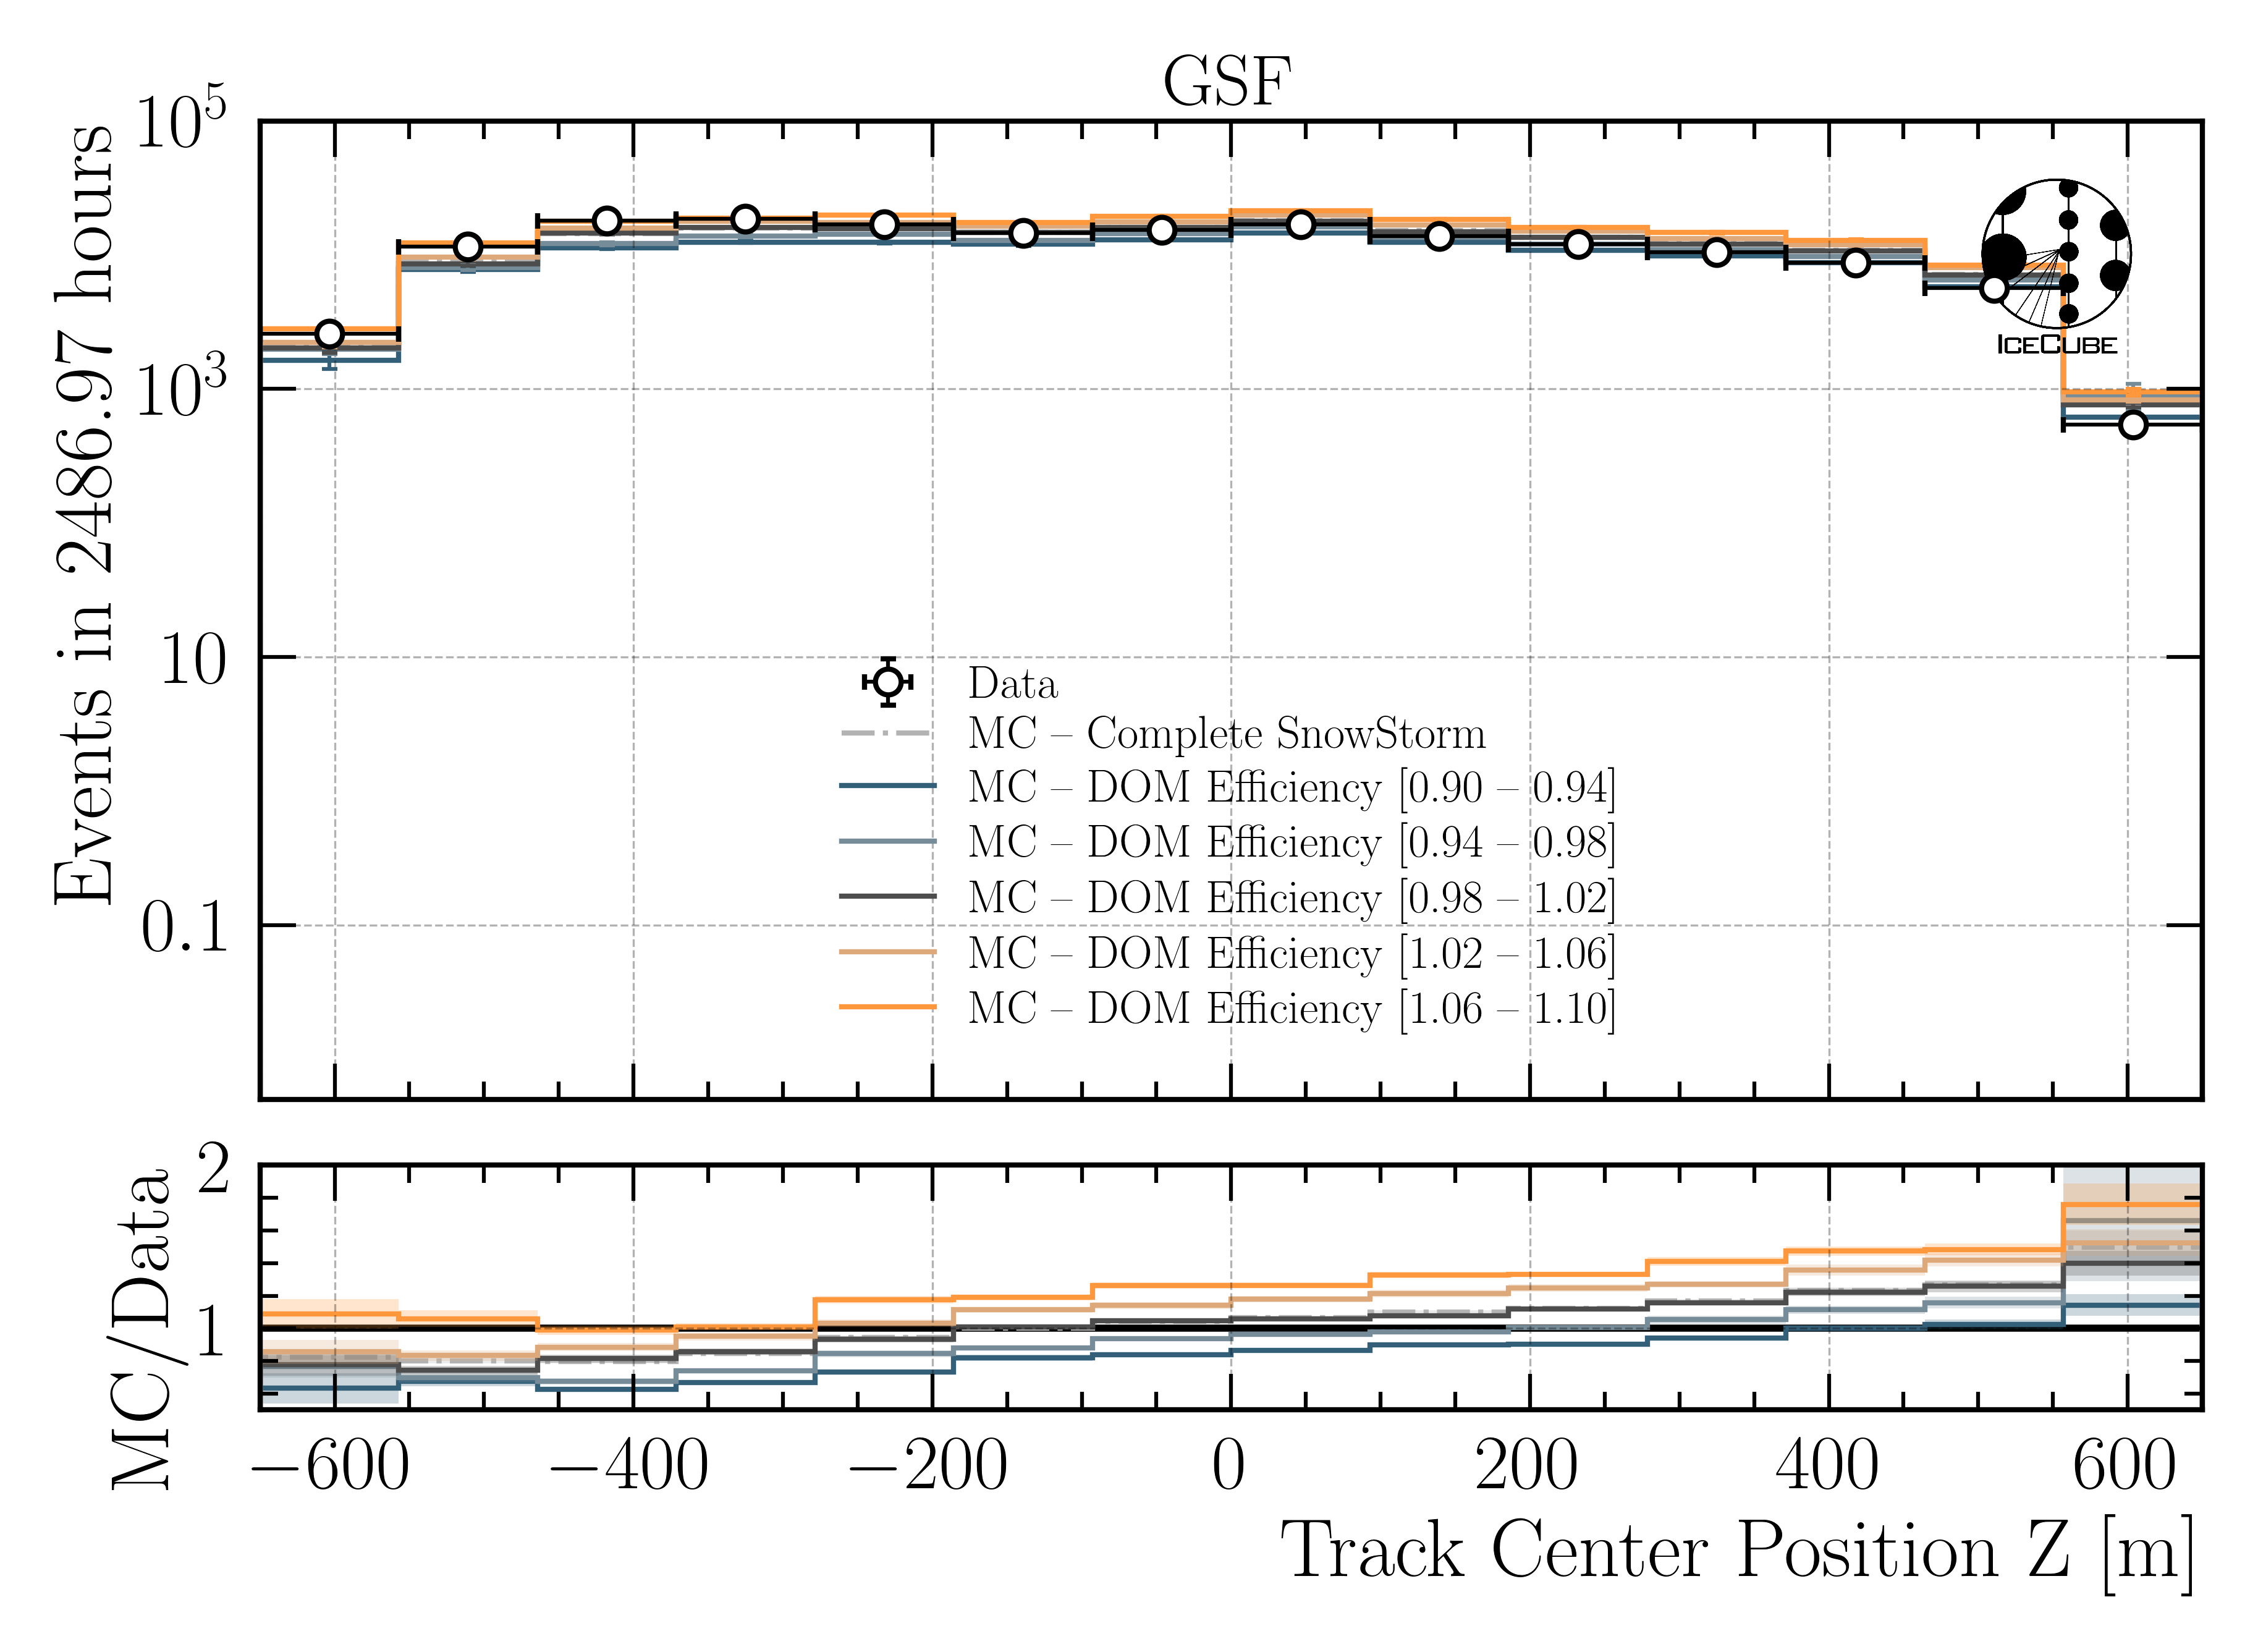 GSF
Events in 2486.97 hours
10^5
10^3
10
0.1
ICECUBE
Data
MC – Complete SnowStorm
MC – DOM Efficiency [0.90 – 0.94]
MC – DOM Efficiency [0.94 – 0.98]
MC – DOM Efficiency [0.98 – 1.02]
MC – DOM Efficiency [1.02 – 1.06]
MC – DOM Efficiency [1.06 – 1.10]
MC/Data
2
1
−600 −400 −200 0 200 400 600
Track Center Position Z [m]